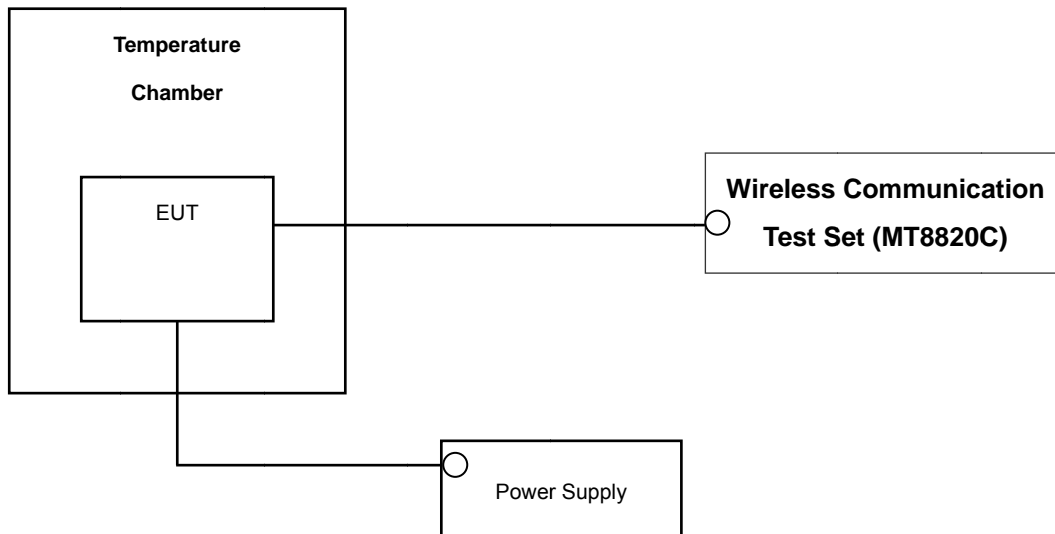 Temperature
Chamber
EUT
Wireless Communication
Test Set (MT8820C)
Power Supply